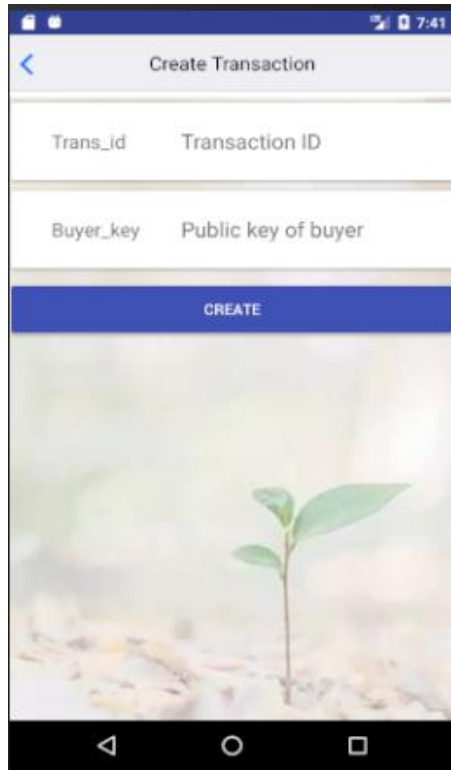 7:41
Create Transaction
Trans_id Transaction ID
Buyer_key Public key of buyer
CREATE